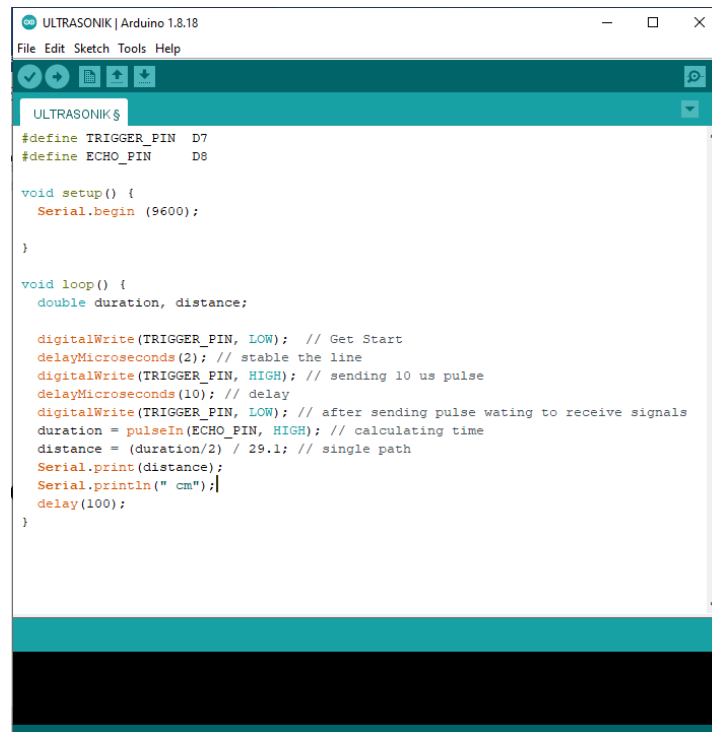 ULTRASONIK | Arduino 1.8.18
File Edit Sketch Tools Help
ULTRASONIK §
#define TRIGGER_PIN  D7
#define ECHO_PIN     D8
void setup() {
  Serial.begin (9600);
}
void loop() {
  double duration, distance;
  digitalWrite(TRIGGER_PIN, LOW);  // Get Start
  delayMicroseconds(2); // stable the line
  digitalWrite(TRIGGER_PIN, HIGH); // sending 10 us pulse
  delayMicroseconds(10); // delay
  digitalWrite(TRIGGER_PIN, LOW); // after sending pulse wating to receive signals
  duration = pulseIn(ECHO_PIN, HIGH); // calculating time
  distance = (duration/2) / 29.1; // single path
  Serial.print(distance);
  Serial.println(" cm");
  delay(100);
}